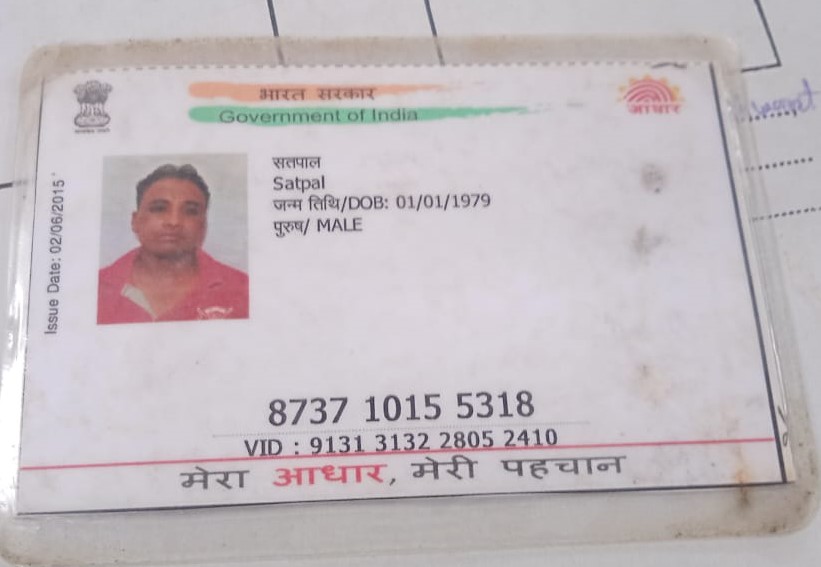 भारत सरकार
Government of India
आधार
Issue Date: 02/06/2015
सतपाल
Satpal
जन्म तिथि/DOB: 01/01/1979
पुरुष/ MALE
8737 1015 5318
VID : 9131 3132 2805 2410
मेरा आधार, मेरी पहचान